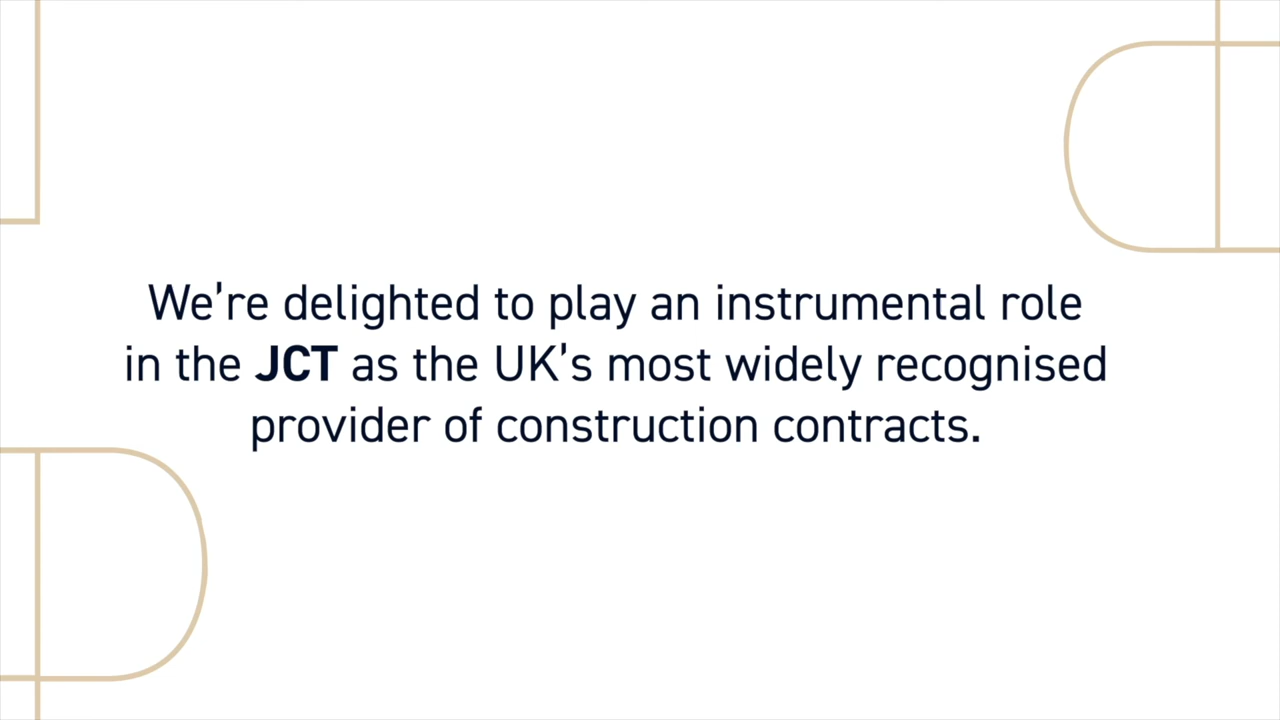 We're delighted to play an instrumental role
in the JCT as the UK's most widely recognised
provider of construction contracts.